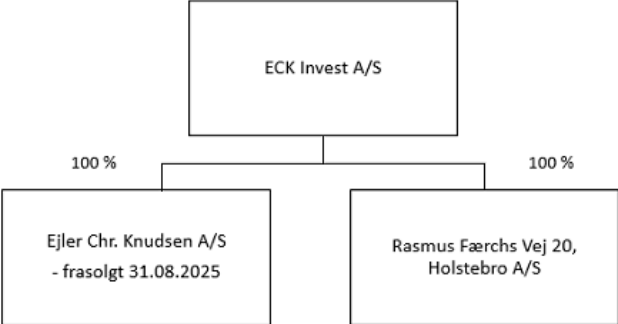 ECK Invest A/S
100 %
100 %
Ejler Chr. Knudsen A/S
- frasolgt 31.08.2025
Rasmus Færchs Vej 20,
Holstebro A/S